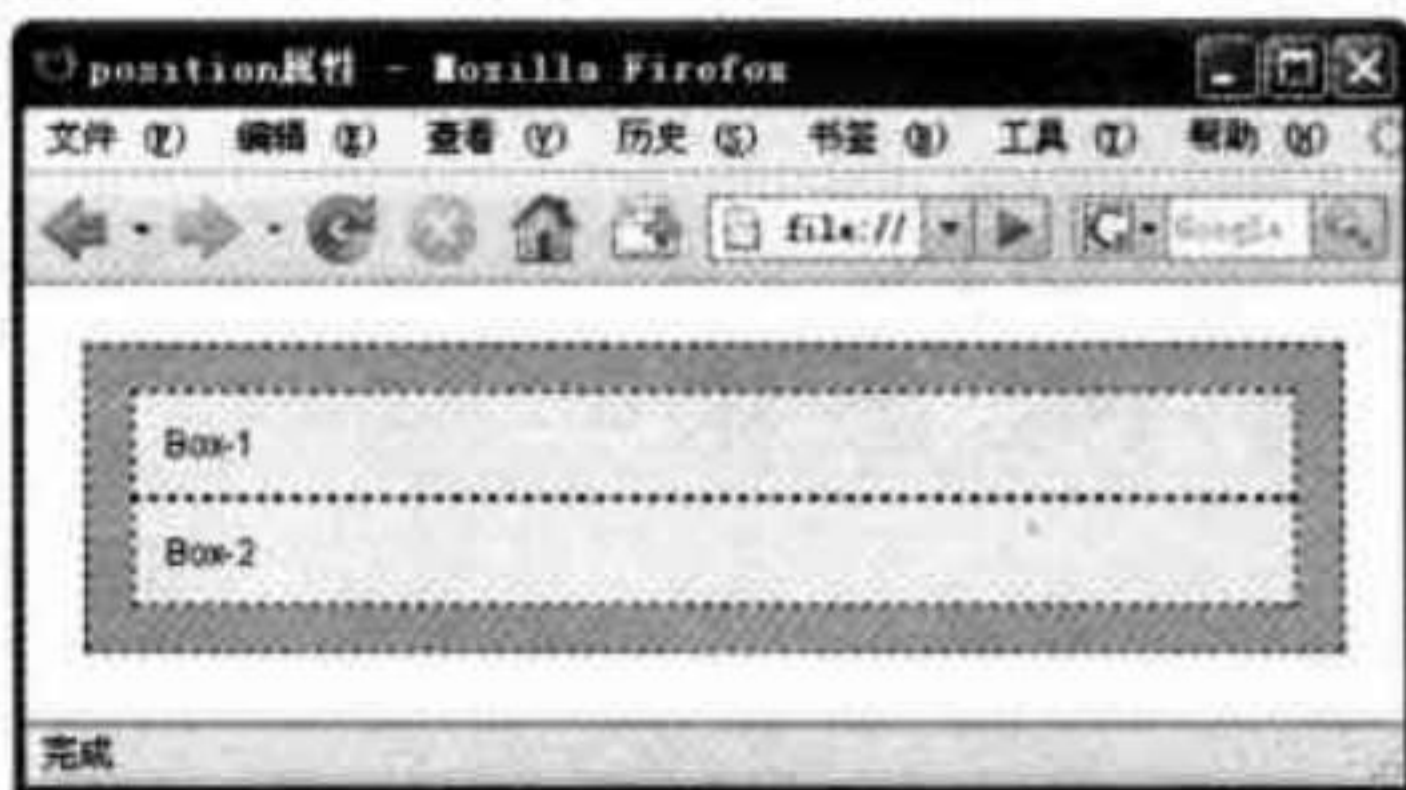 position属性 - Mozilla Firefox
文件 (F) 编辑 (E) 查看 (V) 历史 (S) 书签 (B) 工具 (T) 帮助 (H)
file:// Google
Box-1
Box-2
完成